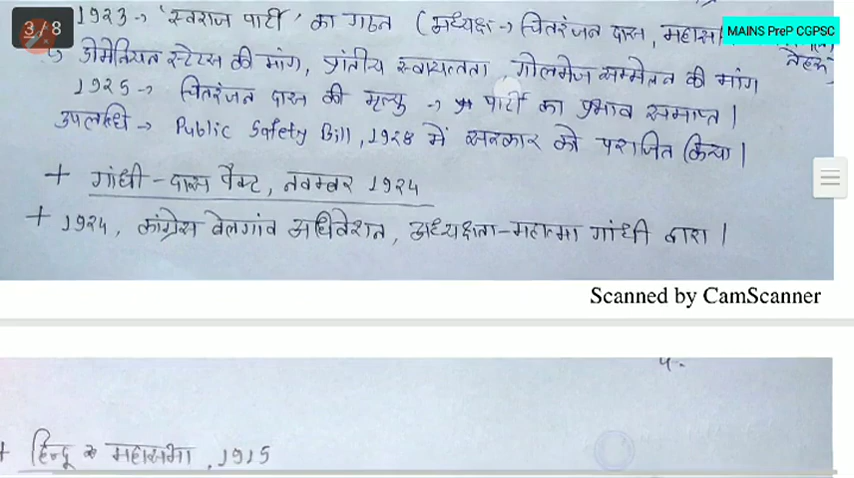 3/8
MAINS PreP CGPSC
1923→ 'स्वराज पार्टी' का गठन (अध्यक्ष→ चितरंजन दास, महास
नेहरू
↳ डोमेनियन स्टेटस की मांग, प्रांतीय स्वायत्तता गोलमेज सम्मेलन की मांग
1925→ चितरंजन दास की मृत्यु → पार्टी का प्रभाव समाप्त |
उपलब्धि → Public Safety Bill, 1928 में सरकार को पराजित किया |
+ गांधी-दास पैक्ट, नवम्बर 1924
+ 1924, कांग्रेस बेलगांव अधिवेशन, अध्यक्षता-महात्मा गांधी द्वारा |
Scanned by CamScanner
4.
+ हिन्दू महासभा, 1915